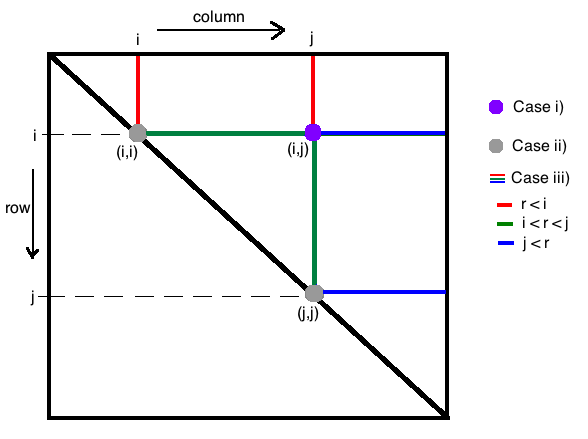 column
i
j
i
(i,i)
(i,j)
row
j
(j,j)
Case i)
Case ii)
Case iii)
r < i
i < r < j
j < r